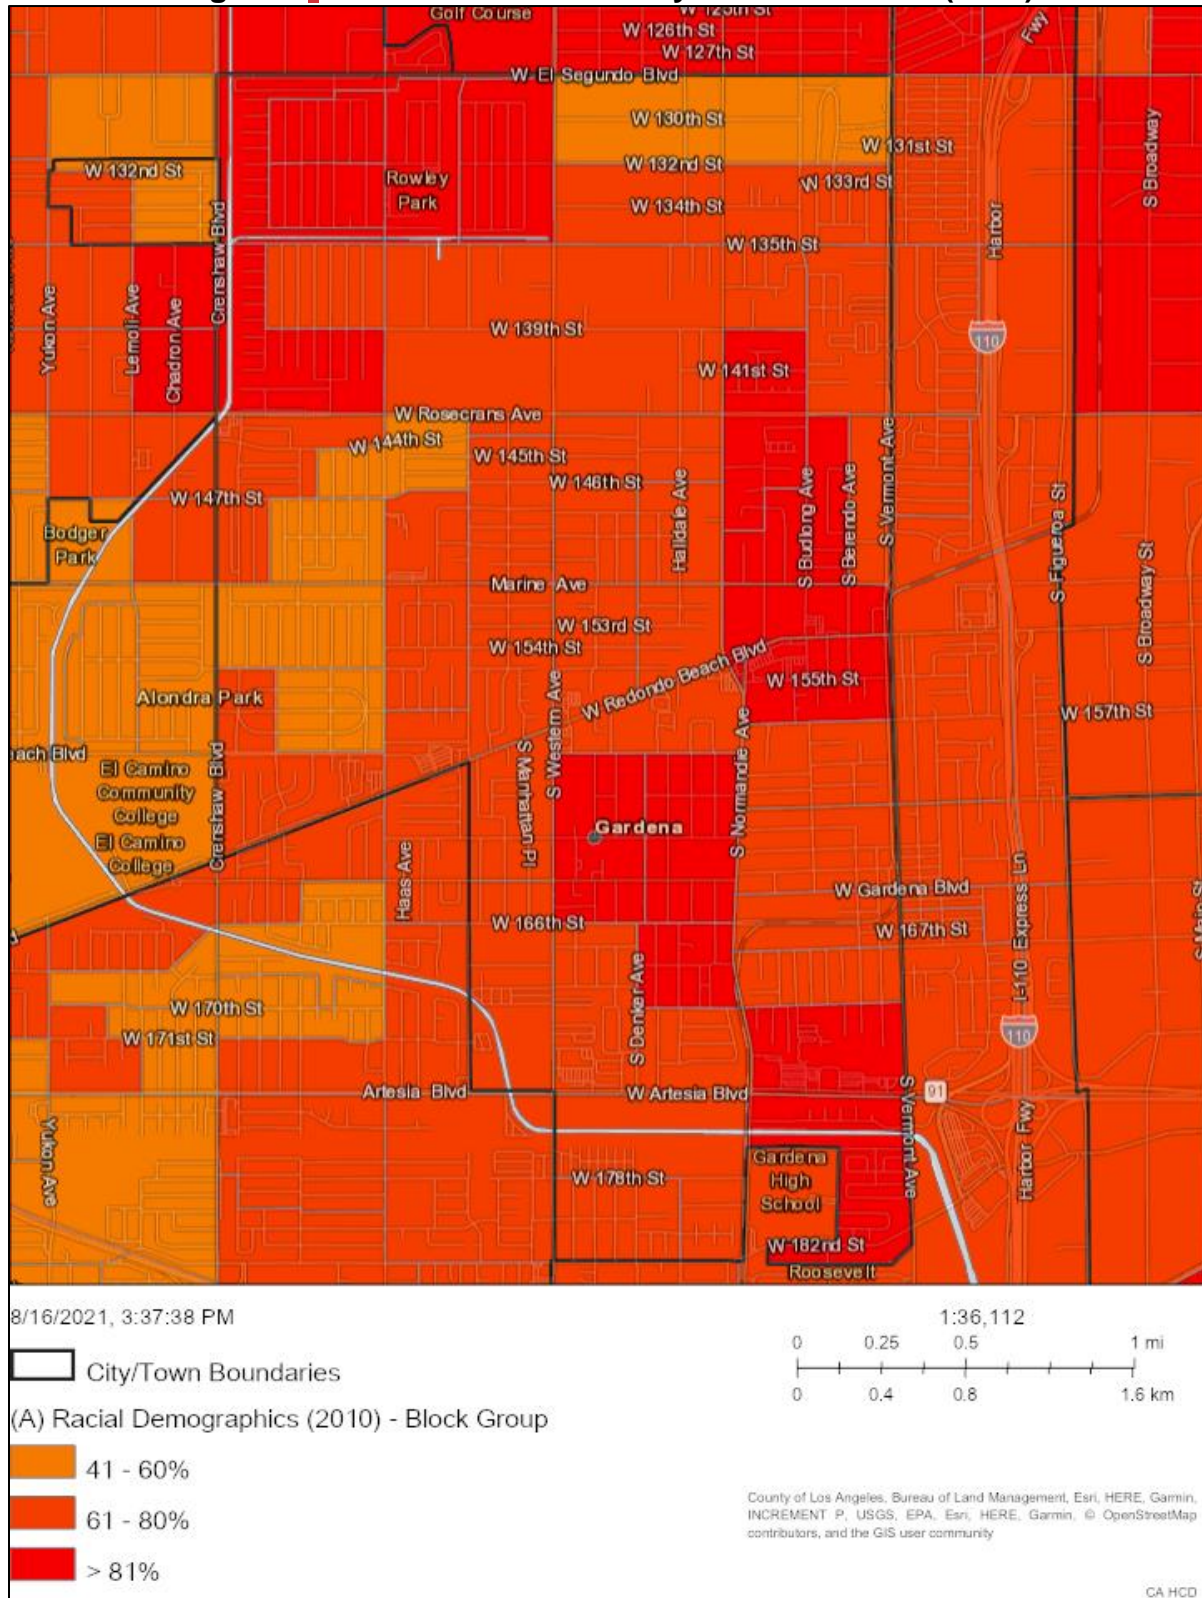 Golf Course
W 125th St
W 126th St
W 127th St
Fwy
W El Segundo Blvd
W 130th St
W 131st St
W 132nd St
W 132nd St
W 133rd St
Rowley
Park
W 134th St
S Broadway
Crenshaw Blvd
Harbor
W 135th St
Yukon Ave
Lemoli Ave
Chadron Ave
W 139th St
110
W 141st St
W Rosecrans Ave
W 144th St
W 145th St
W 146th St
W 147th St
Halldale Ave
S Budlong Ave
S Berendo Ave
S Vermont Ave
S Figueroa St
S Broadway St
Bodger
Park
Marine Ave
W 153rd St
W 154th St
W Redondo Beach Blvd
W 155th St
Alondra Park
W 157th St
S Western Ave
S Manhattan Pl
S Normandie Ave
each Blvd
El Camino
Community
College
El Camino
College
Crenshaw Blvd
Gardena
Haas Ave
W Gardena Blvd
W 166th St
W 167th St
I-110 Express Ln
S Denker Ave
W 170th St
W 171st St
110
Artesia Blvd
W Artesia Blvd
91
S Vermont Ave
Harbor Fwy
Yukon Ave
W 178th St
Gardena
High
School
W 182nd St
Roosevelt
8/16/2021, 3:37:38 PM
1:36,112
0 0.25 0.5 1 mi
0 0.4 0.8 1.6 km
City/Town Boundaries
(A) Racial Demographics (2010) - Block Group
41 - 60%
61 - 80%
> 81%
County of Los Angeles, Bureau of Land Management, Esri, HERE, Garmin,
INCREMENT P, USGS, EPA, Esri, HERE, Garmin, © OpenStreetMap
contributors, and the GIS user community
CA HCD